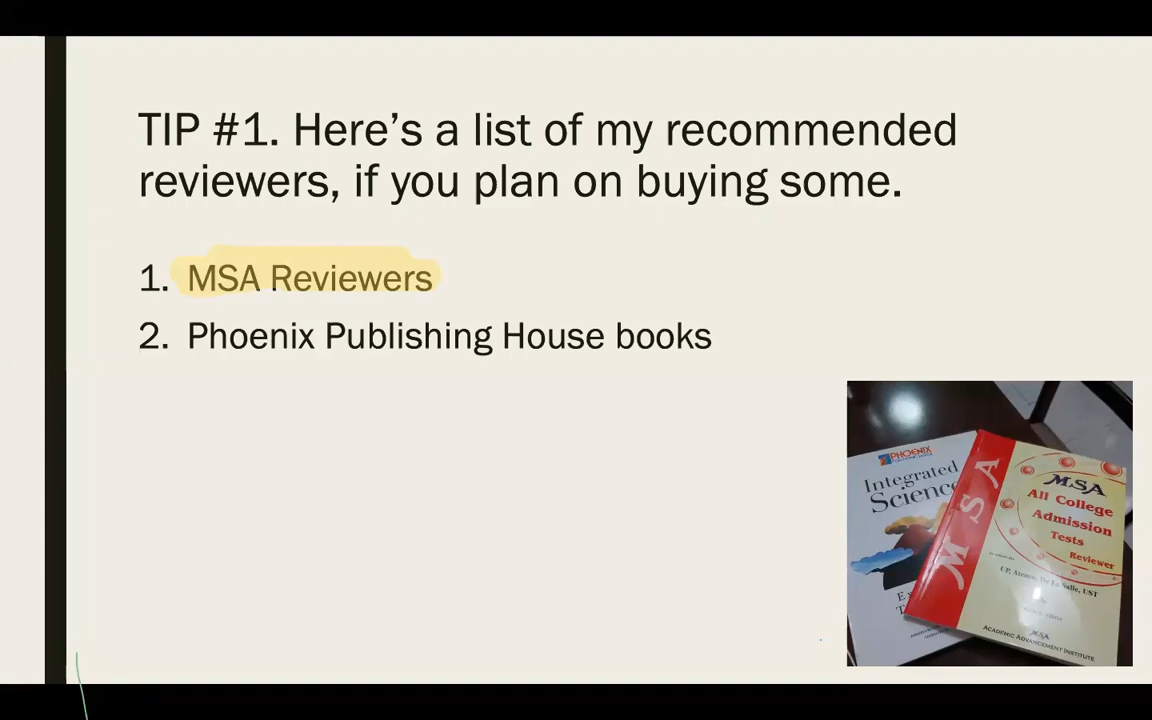 TIP #1. Here's a list of my recommended
reviewers, if you plan on buying some.
1. MSA Reviewers
2. Phoenix Publishing House books
PHOENIX
Integrated
Science
MSA
MSA
All College
Admission
Tests
Reviewer
UP, Ateneo, De La Salle, UST
MSA
ACADEMIC ADVANCEMENT INSTITUTE